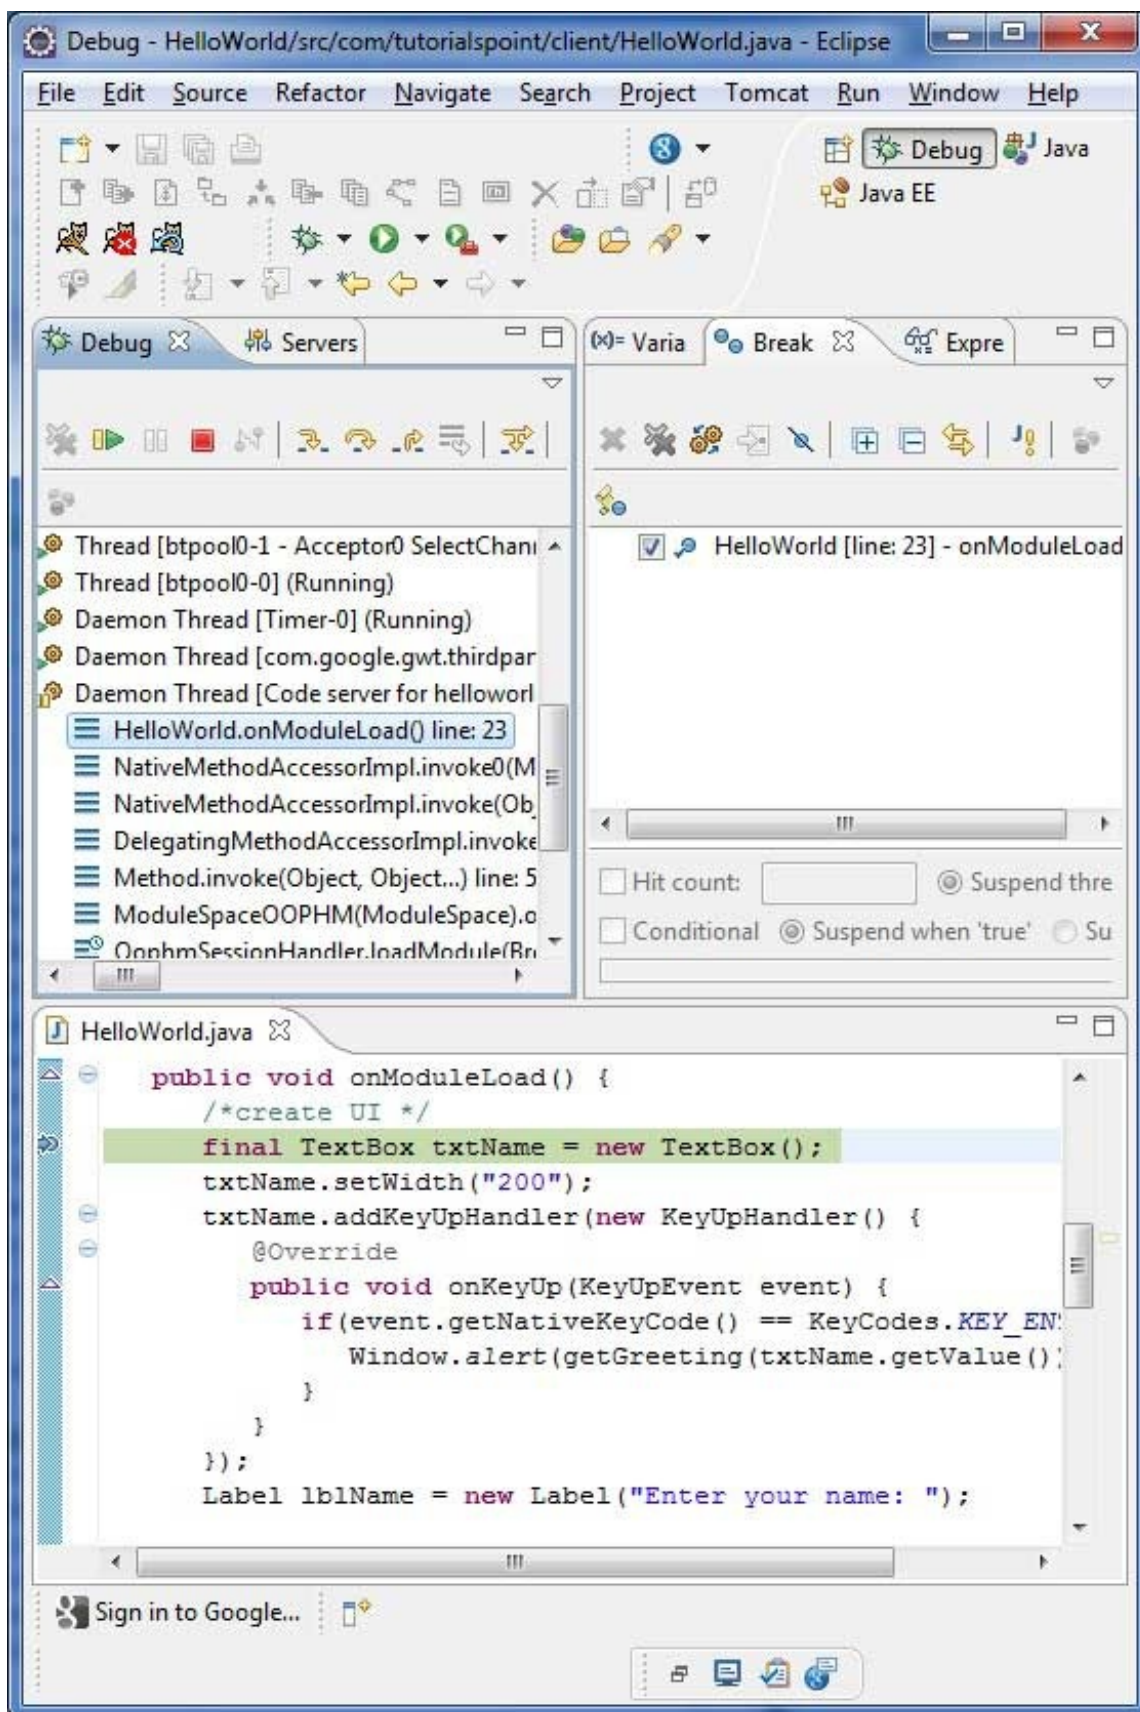 Debug - HelloWorld/src/com/tutorialspoint/client/HelloWorld.java - Eclipse
File Edit Source Refactor Navigate Search Project Tomcat Run Window Help
Debug Java
Java EE
Debug Servers
(x)= Varia Break Expre
Thread [btpool0-1 - Acceptor0 SelectChan
Thread [btpool0-0] (Running)
Daemon Thread [Timer-0] (Running)
Daemon Thread [com.google.gwt.thirdpar
Daemon Thread [Code server for helloworl
HelloWorld.onModuleLoad() line: 23
NativeMethodAccessorImpl.invoke0(M
NativeMethodAccessorImpl.invoke(Ob
DelegatingMethodAccessorImpl.invoke
Method.invoke(Object, Object...) line: 5
ModuleSpaceOOPHM(ModuleSpace).o
OophmSessionHandler.loadModule(Br
HelloWorld [line: 23] - onModuleLoad
Hit count: Suspend thre
Conditional Suspend when 'true' Su
HelloWorld.java
public void onModuleLoad() {
/*create UI */
final TextBox txtName = new TextBox();
txtName.setWidth("200");
txtName.addKeyUpHandler(new KeyUpHandler() {
@Override
public void onKeyUp(KeyUpEvent event) {
if(event.getNativeKeyCode() == KeyCodes.KEY_EN
Window.alert(getGreeting(txtName.getValue()
}
}
});
Label lblName = new Label("Enter your name: ");
Sign in to Google...